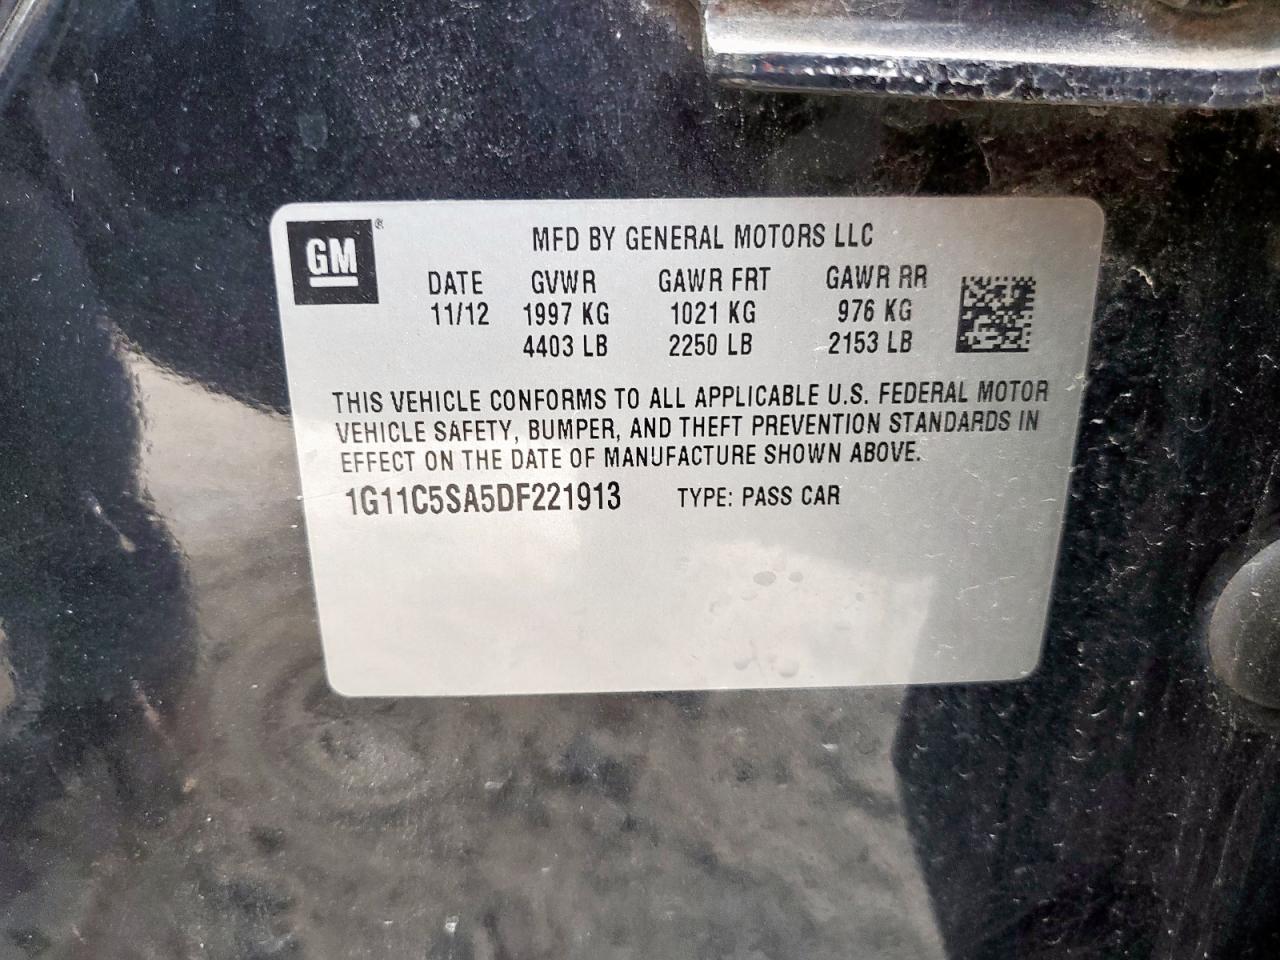 GM®
MFD BY GENERAL MOTORS LLC
DATE GVWR GAWR FRT GAWR RR
11/12 1997 KG 1021 KG 976 KG
4403 LB 2250 LB 2153 LB
THIS VEHICLE CONFORMS TO ALL APPLICABLE U.S. FEDERAL MOTOR
VEHICLE SAFETY, BUMPER, AND THEFT PREVENTION STANDARDS IN
EFFECT ON THE DATE OF MANUFACTURE SHOWN ABOVE.
1G11C5SA5DF221913 TYPE: PASS CAR